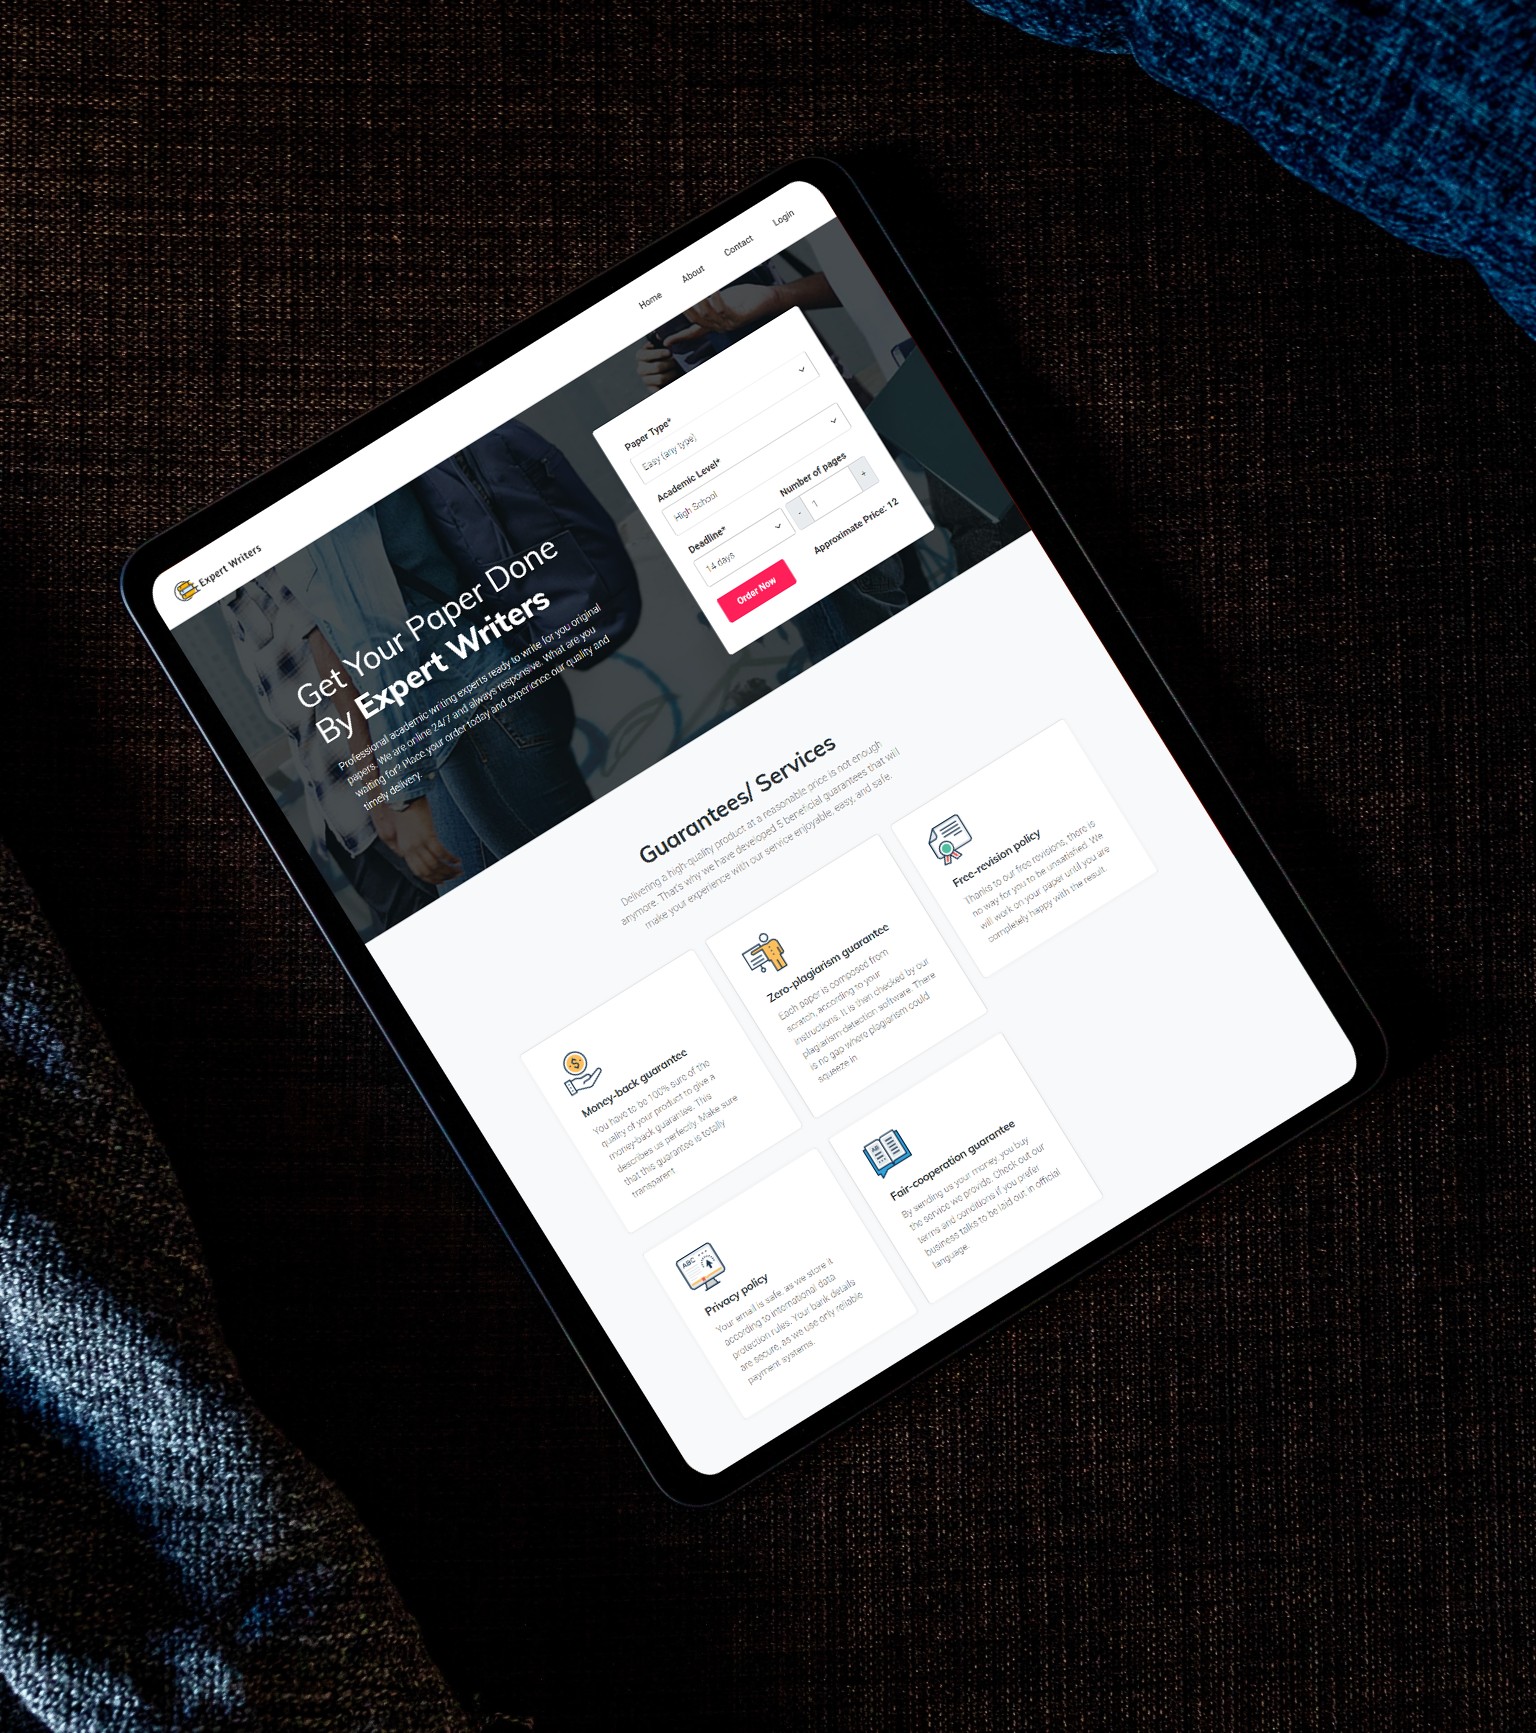 Expert Writers
Home
About
Contact
Login
Get Your Paper Done
By Expert Writers
Professional academic writing experts ready to write for you original
papers. We are online 24/7 and always responsive. What are you
waiting for? Place your order today and experience our quality and
timely delivery.
Paper Type*
Easy (any type)
Academic Level*
High School
Deadline*
Number of pages
14 days
- 1 +
Order Now
Approximate Price: 12
Guarantees/ Services
Delivering a high-quality product at a reasonable price is not enough
anymore. That's why we have developed 5 beneficial guarantees that will
make your experience with our service enjoyable, easy, and safe.
Money-back guarantee
You have to be 100% sure of the
quality of your product to give a
money-back guarantee. This
describes us perfectly. Make sure
that this guarantee is totally
transparent.
Zero-plagiarism guarantee
Each paper is composed from
scratch, according to your
instructions. It is then checked by our
plagiarism-detection software. There
is no gap where plagiarism could
squeeze in.
Free-revision policy
Thanks to our free revisions, there is
no way for you to be unsatisfied. We
will work on your paper until you are
completely happy with the result.
ABC
Privacy policy
Your email is safe, as we store it
according to international data
protection rules. Your bank details
are secure, as we use only reliable
payment systems.
Fair-cooperation guarantee
By sending us your money, you buy
the service we provide. Check out our
terms and conditions if you prefer
business talks to be laid out in official
language.